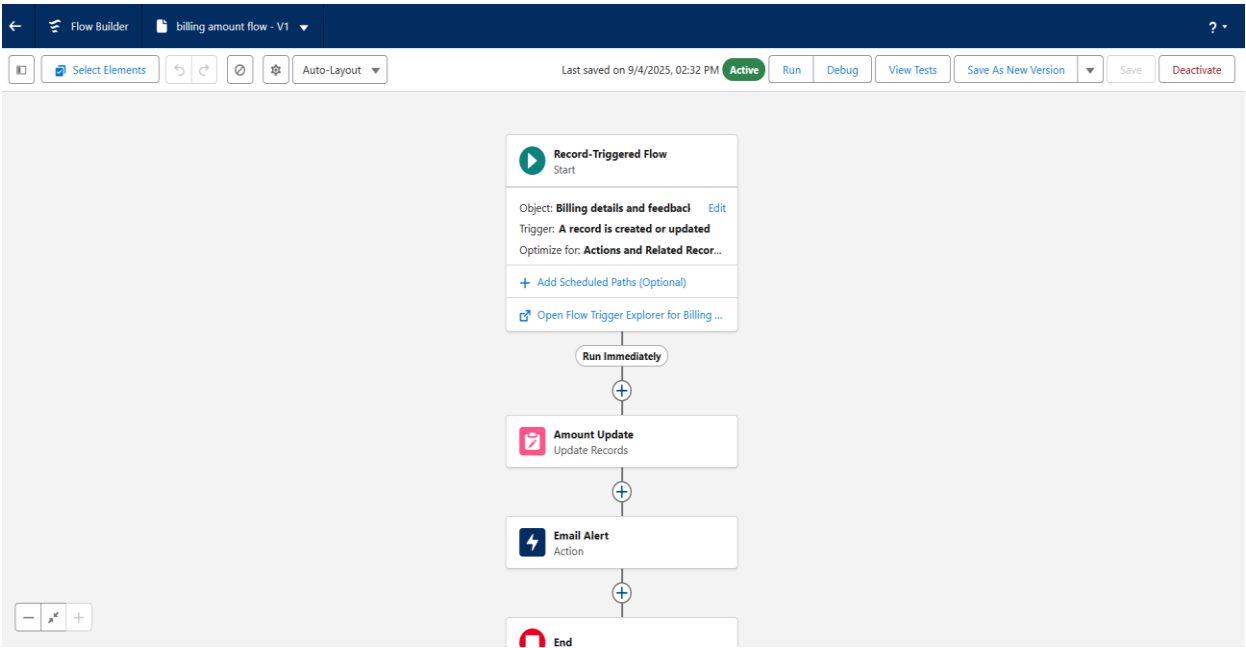 Flow Builder
billing amount flow - V1
?
Select Elements
Auto-Layout
Last saved on 9/4/2025, 02:32 PM
Active
Run
Debug
View Tests
Save As New Version
Save
Deactivate
Record-Triggered Flow
Start
Object: Billing details and feedback
Edit
Trigger: A record is created or updated
Optimize for: Actions and Related Recor...
+ Add Scheduled Paths (Optional)
Open Flow Trigger Explorer for Billing ...
Run Immediately
Amount Update
Update Records
Email Alert
Action
End